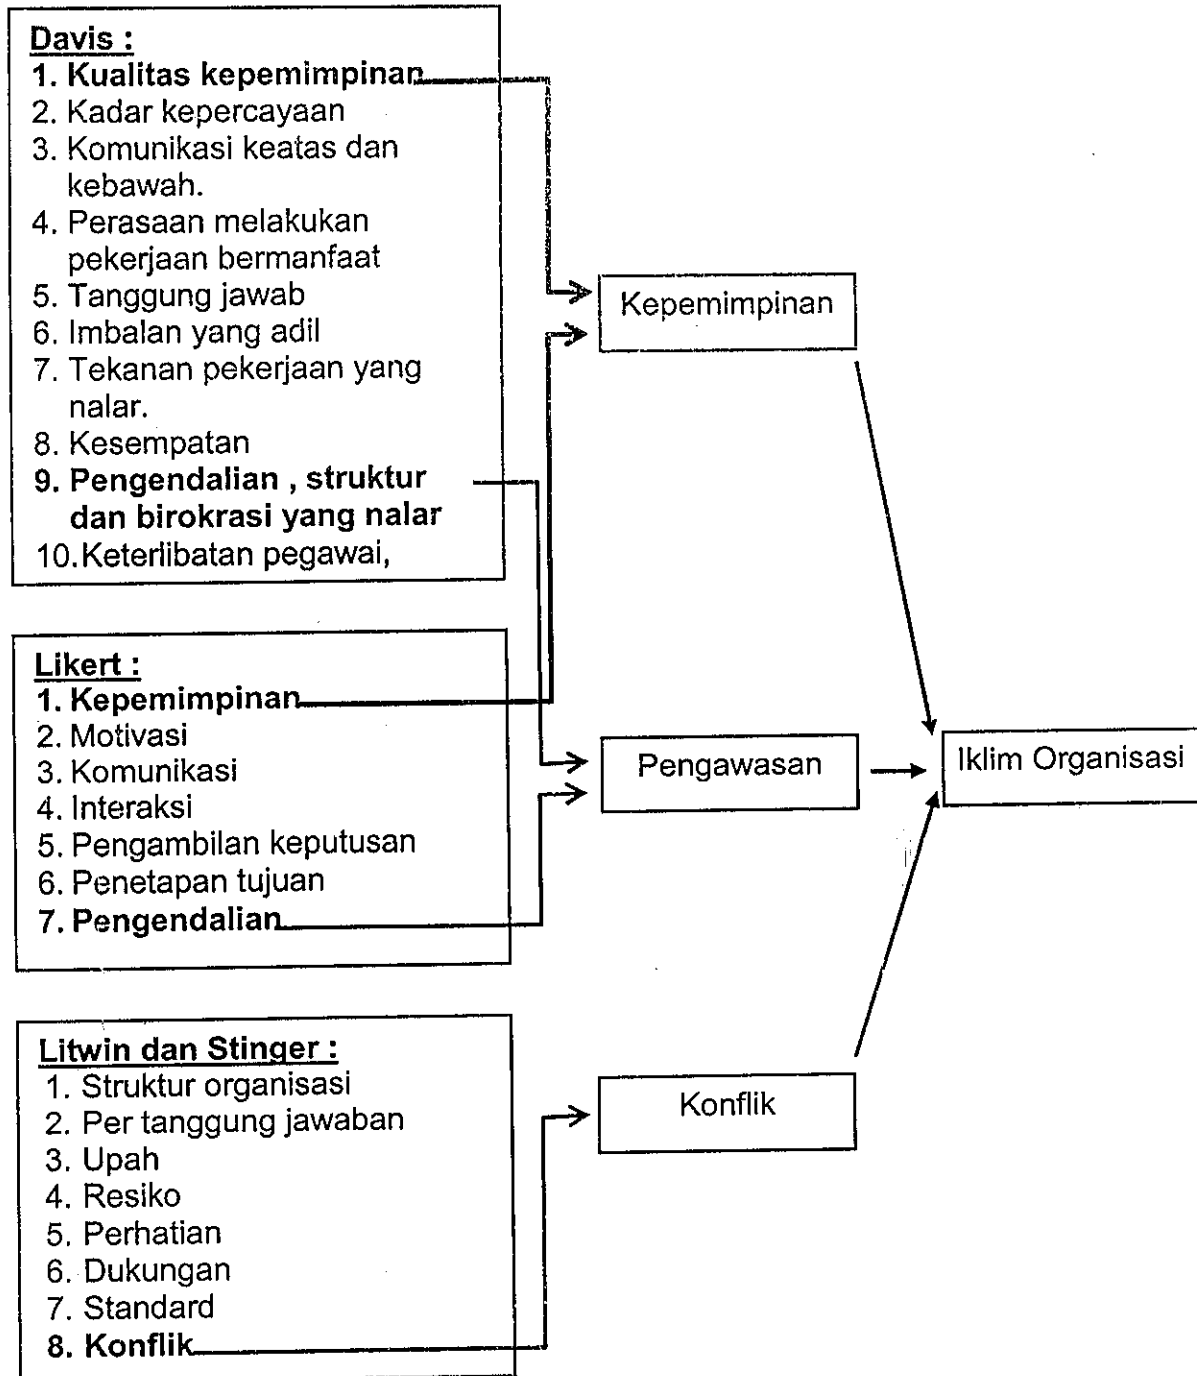 Davis :
1. Kualitas kepemimpinan
2. Kadar kepercayaan
3. Komunikasi keatas dan
kebawah.
4. Perasaan melakukan
pekerjaan bermanfaat
5. Tanggung jawab
6. Imbalan yang adil
7. Tekanan pekerjaan yang
nalar.
8. Kesempatan
9. Pengendalian , struktur
dan birokrasi yang nalar
10.Keterlibatan pegawai,
Likert :
1. Kepemimpinan
2. Motivasi
3. Komunikasi
4. Interaksi
5. Pengambilan keputusan
6. Penetapan tujuan
7. Pengendalian
Litwin dan Stinger :
1. Struktur organisasi
2. Per tanggung jawaban
3. Upah
4. Resiko
5. Perhatian
6. Dukungan
7. Standard
8. Konflik
Kepemimpinan
Pengawasan
Konflik
Iklim Organisasi